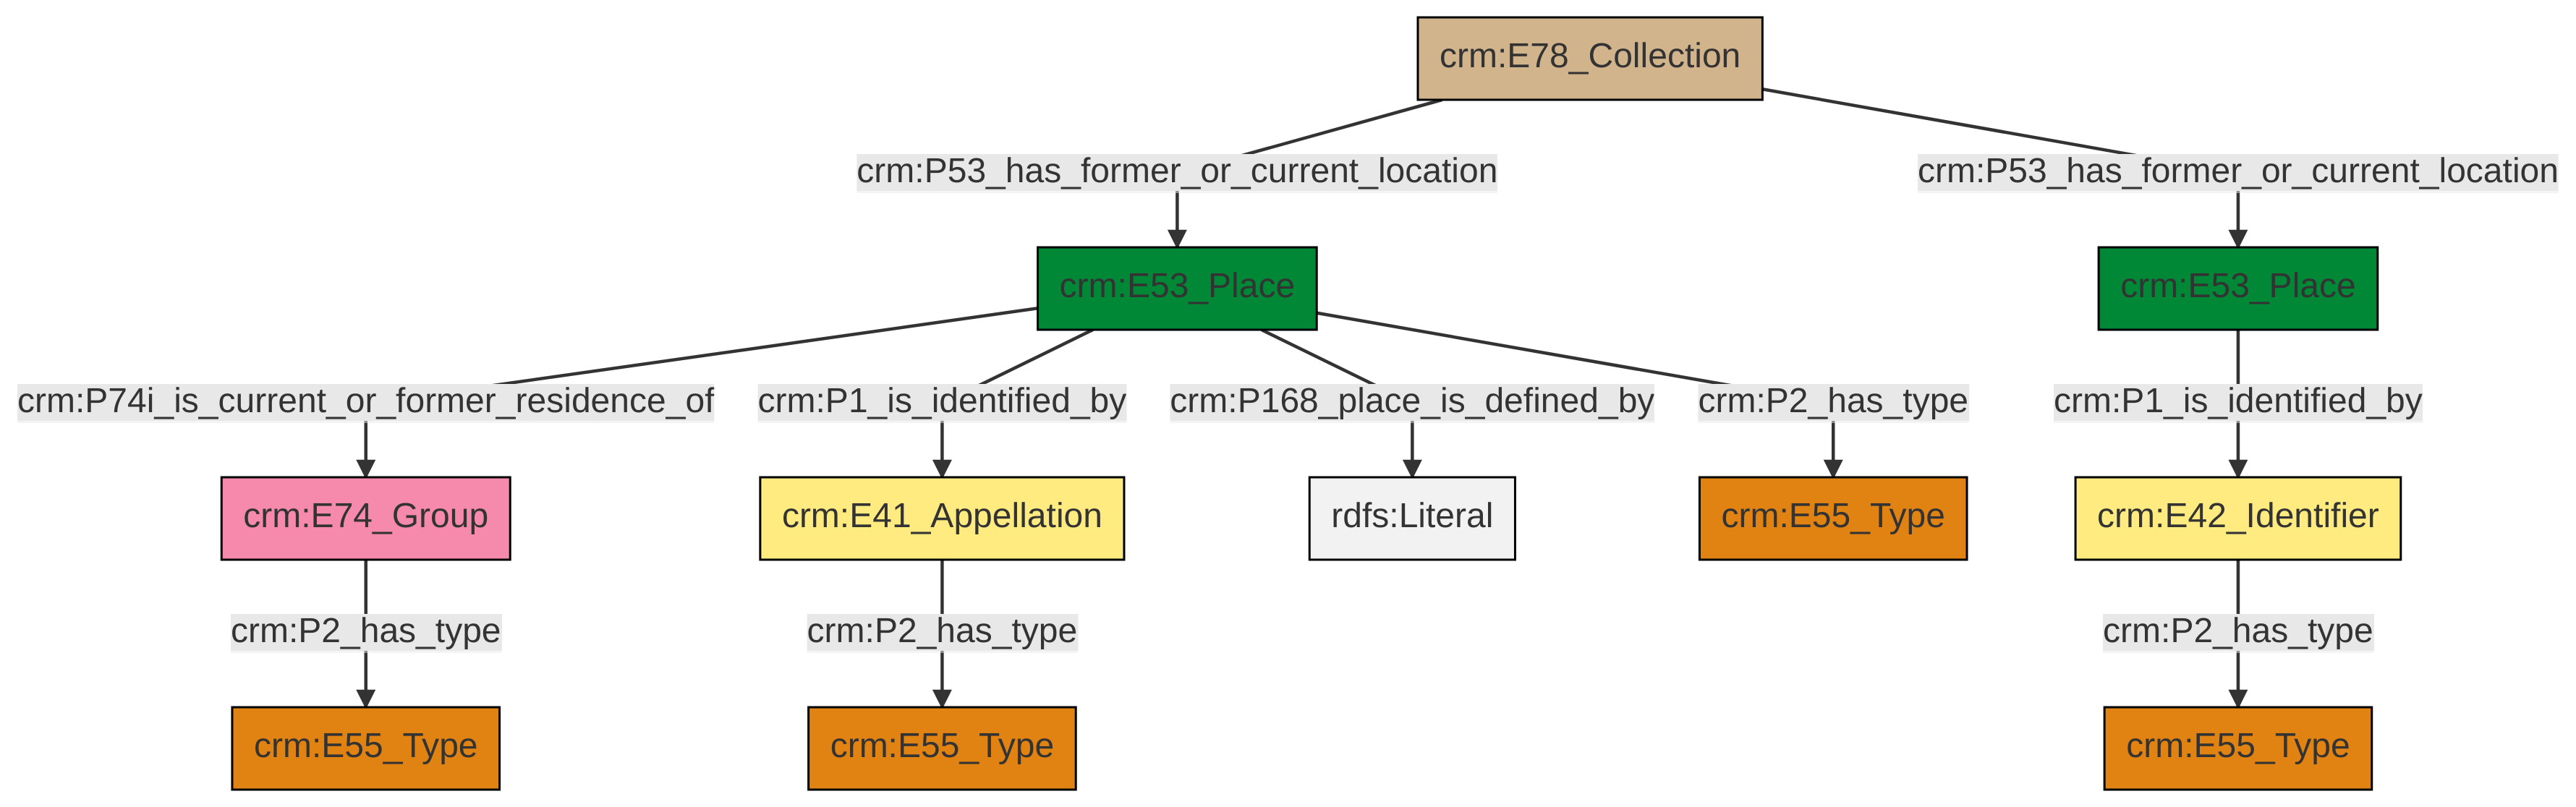 crm:E78_Collection
crm:P53_has_former_or_current_location
crm:P53_has_former_or_current_location
crm:E53_Place
crm:E53_Place
crm:P74i_is_current_or_former_residence_of
crm:P1_is_identified_by
crm:P168_place_is_defined_by
crm:P2_has_type
crm:P1_is_identified_by
crm:E74_Group
crm:E41_Appellation
rdfs:Literal
crm:E55_Type
crm:E42_Identifier
crm:P2_has_type
crm:P2_has_type
crm:P2_has_type
crm:E55_Type
crm:E55_Type
crm:E55_Type